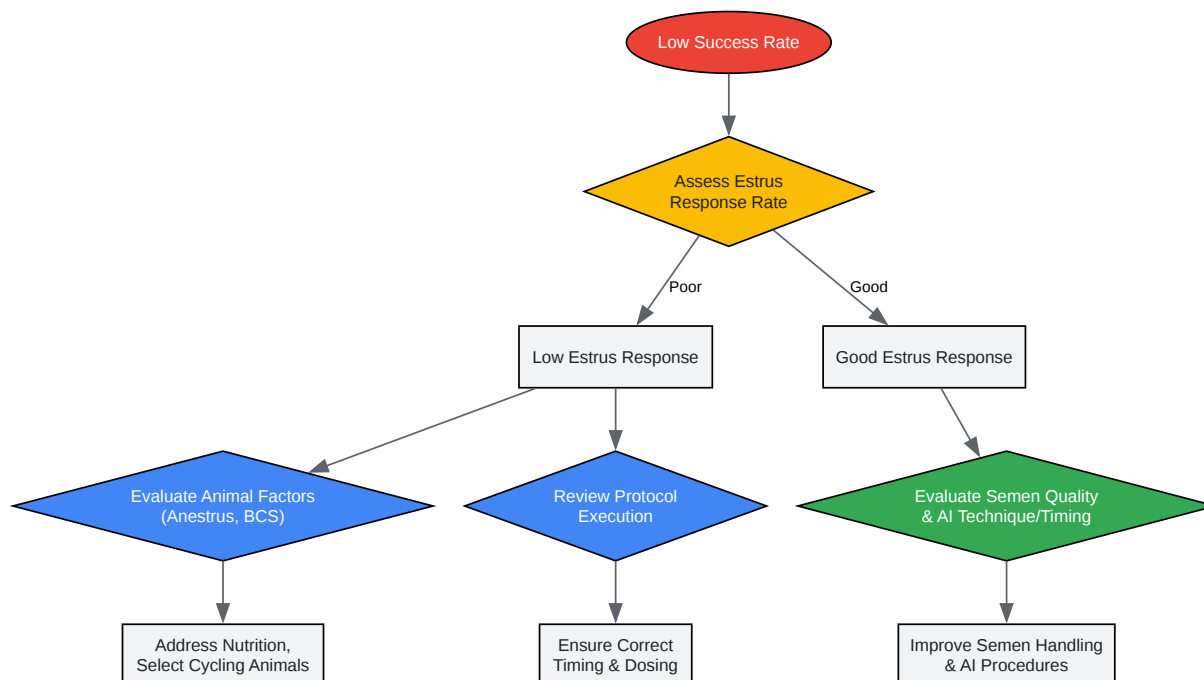 Low Success Rate
Assess Estrus
Response Rate
Poor
Good
Low Estrus Response
Good Estrus Response
Evaluate Animal Factors
(Anestrus, BCS)
Review Protocol
Execution
Evaluate Semen Quality
& AI Technique/Timing
Address Nutrition,
Select Cycling Animals
Ensure Correct
Timing & Dosing
Improve Semen Handling
& AI Procedures